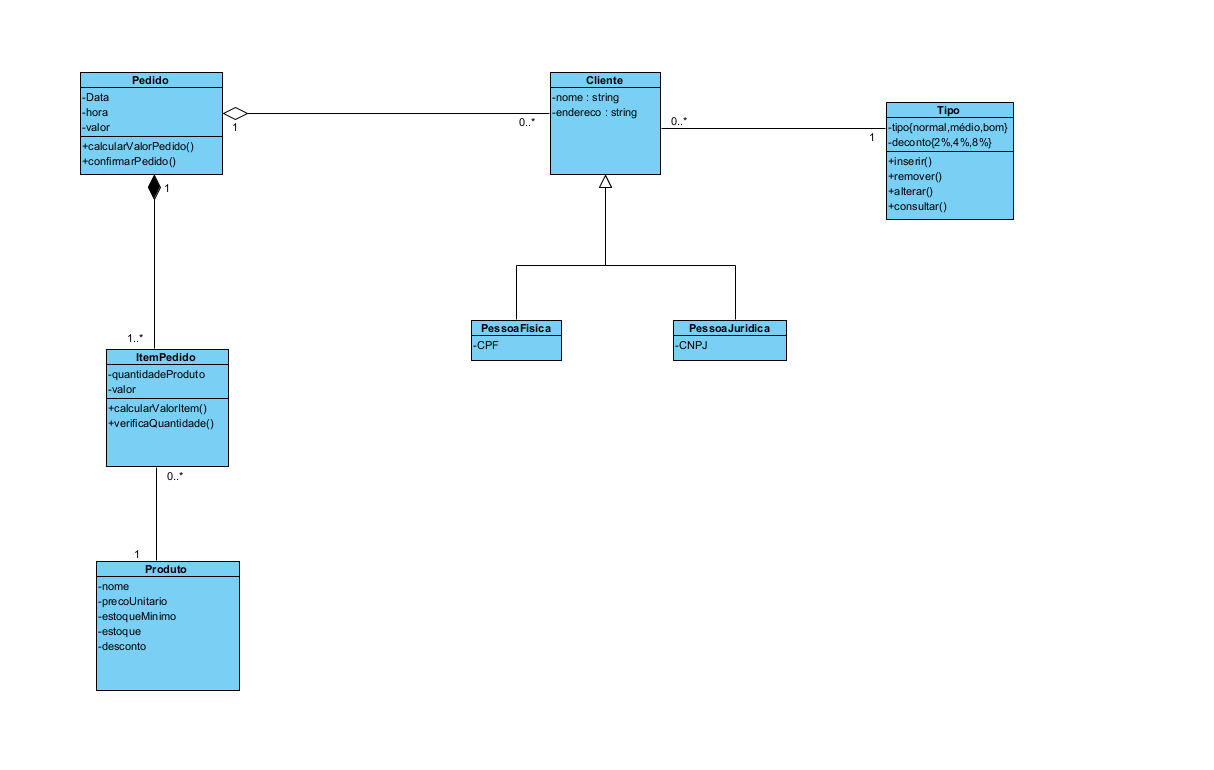 Pedido
-Data
-hora
-valor
+calcularValorPedido()
+confirmarPedido()
1
0..*
Cliente
-nome : string
-endereco : string
0..*
1
Tipo
-tipo{normal,médio,bom}
-deconto{2%,4%,8%}
+inserir()
+remover()
+alterar()
+consultar()
1
1..*
PessoaFisica
-CPF
PessoaJuridica
-CNPJ
ItemPedido
-quantidadeProduto
-valor
+calcularValorItem()
+verificaQuantidade()
0..*
1
Produto
-nome
-precoUnitario
-estoqueMinimo
-estoque
-desconto